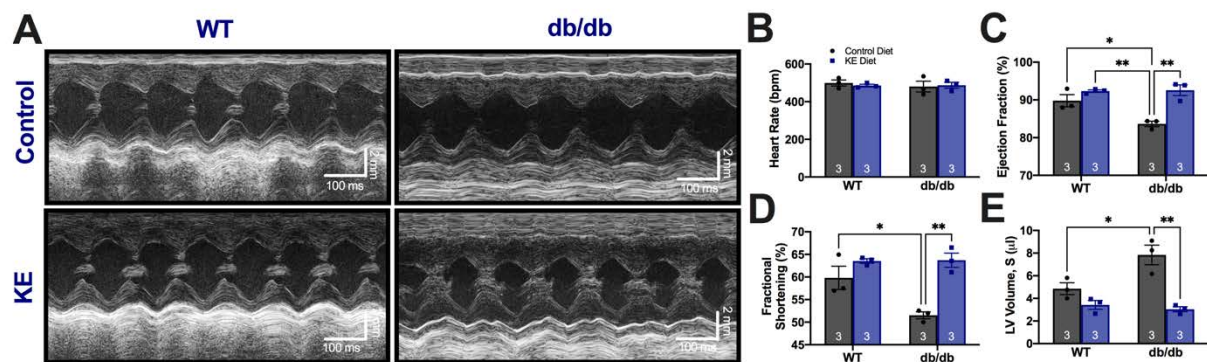 A
WT
db/db
Control
2 mm
100 ms
2 mm
100 ms
KE
2 mm
100 ms
2 mm
100 ms
B
Control Diet
KE Diet
Heart Rate (bpm)
600
400
200
0
3
3
3
3
WT
db/db
C
*
**
**
Ejection Fraction (%)
100
90
80
3
3
3
3
WT
db/db
D
*
**
Fractional
Shortening (%)
65
60
55
50
45
3
3
3
3
WT
db/db
E
*
**
LV Volume, S (µl)
10
8
6
4
2
0
3
3
3
3
WT
db/db